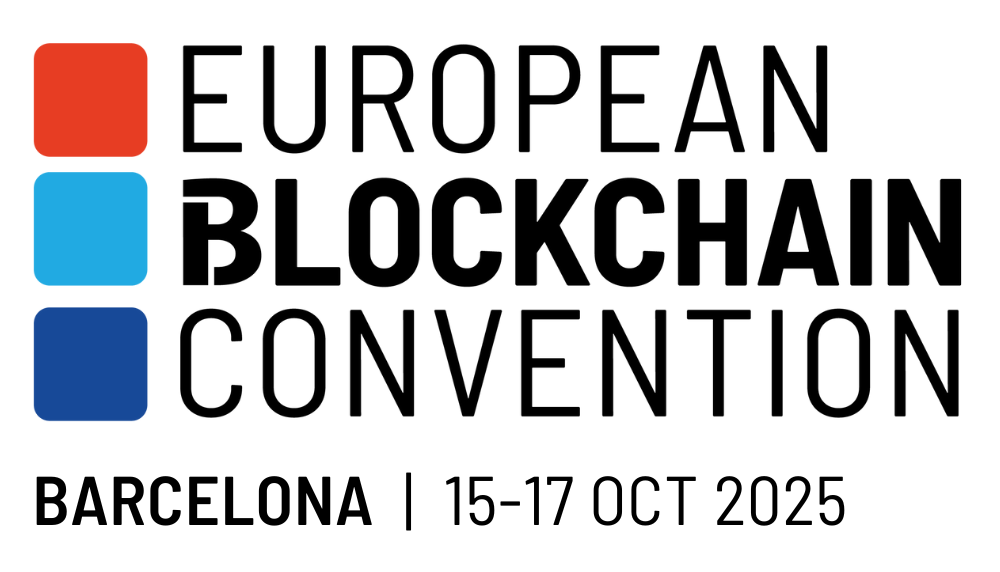 EUROPEAN
BLOCKCHAIN
CONVENTION
BARCELONA | 15-17 OCT 2025